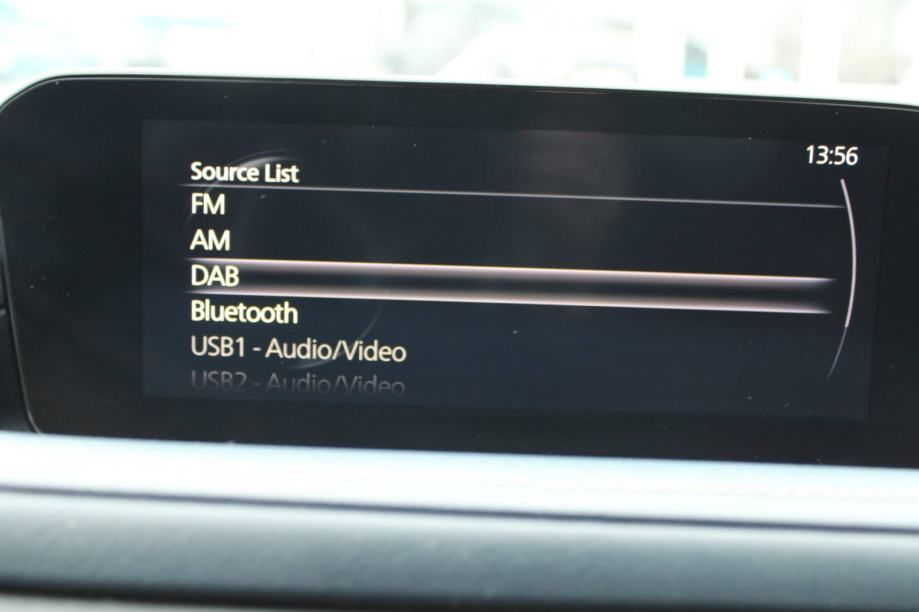 13:56
Source List
FM
AM
DAB
Bluetooth
USB1 - Audio/Video
USB2 - Audio/Video